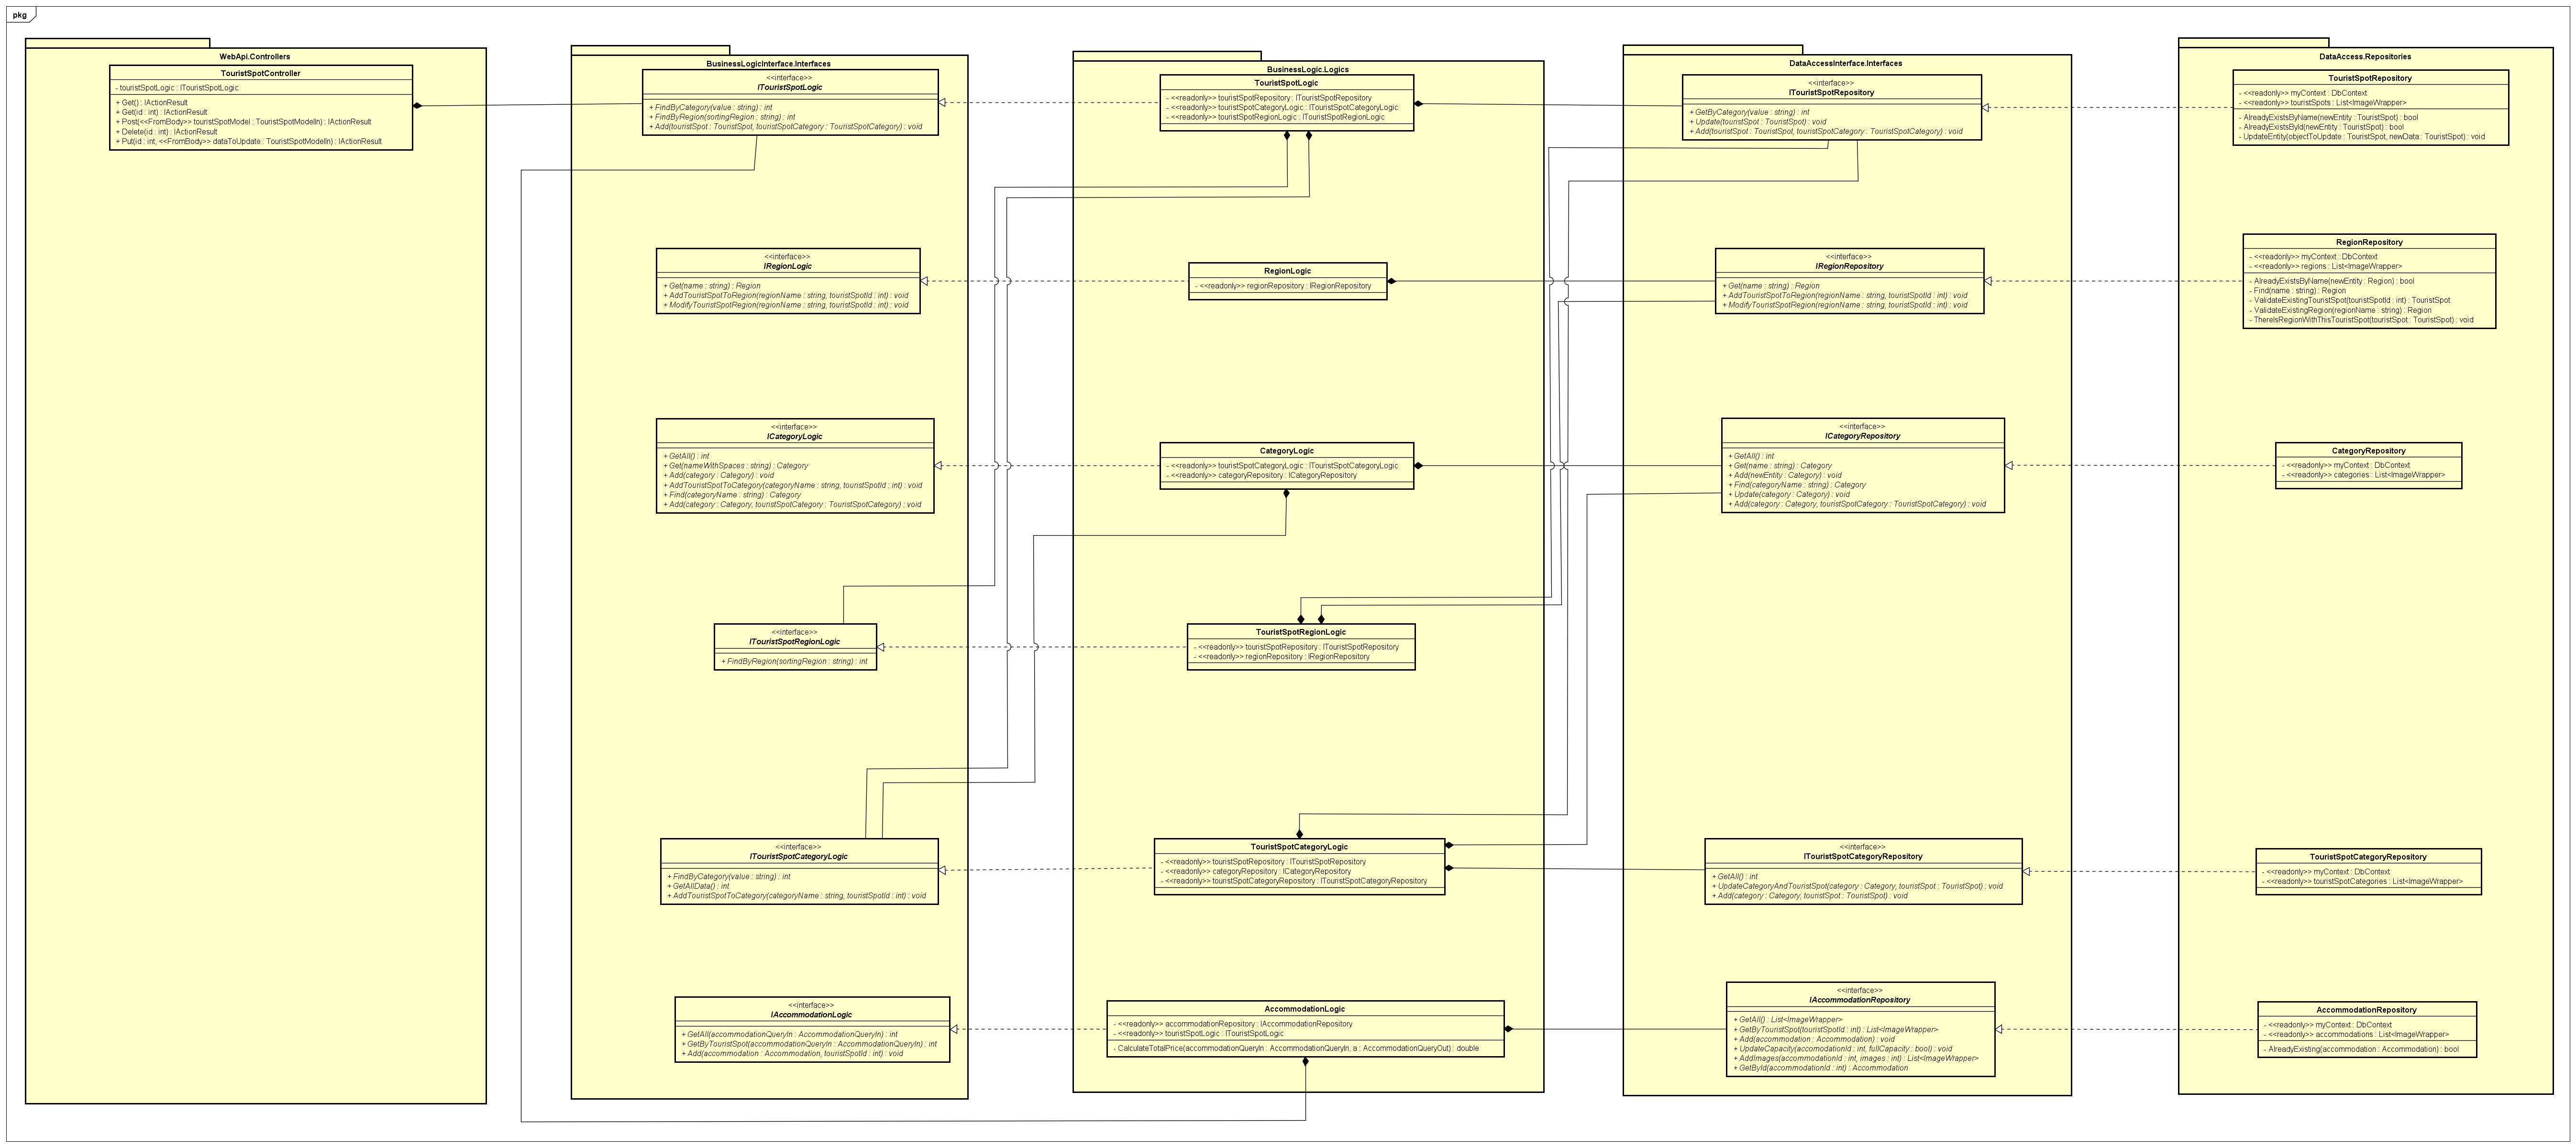 pkg
WebApi.Controllers
TouristSpotController
- touristSpotLogic : ITouristSpotLogic
+ Get() : IActionResult
+ Get(id : int) : IActionResult
+ Post(<<FromBody>> touristSpotModel : TouristSpotModelIn) : IActionResult
+ Delete(id : int) : IActionResult
+ Put(id : int, <<FromBody>> dataToUpdate : TouristSpotModelIn) : IActionResult
BusinessLogicInterface.Interfaces
<<interface>>
ITouristSpotLogic
+ FindByCategory(value : string) : int
+ FindByRegion(sortingRegion : string) : int
+ Add(touristSpot : TouristSpot, touristSpotCategory : TouristSpotCategory) : void
<<interface>>
IRegionLogic
+ Get(name : string) : Region
+ AddTouristSpotToRegion(regionName : string, touristSpotId : int) : void
+ ModifyTouristSpotRegion(regionName : string, touristSpotId : int) : void
<<interface>>
ICategoryLogic
+ GetAll() : int
+ Get(nameWithSpaces : string) : Category
+ Add(category : Category) : void
+ AddTouristSpotToCategory(categoryName : string, touristSpotId : int) : void
+ Find(categoryName : string) : Category
+ Add(category : Category, touristSpotCategory : TouristSpotCategory) : void
<<interface>>
ITouristSpotRegionLogic
+ FindByRegion(sortingRegion : string) : int
<<interface>>
ITouristSpotCategoryLogic
+ FindByCategory(value : string) : int
+ GetAllData() : int
+ AddTouristSpotToCategory(categoryName : string, touristSpotId : int) : void
<<interface>>
IAccommodationLogic
+ GetAll(accommodationQueryIn : AccommodationQueryIn) : int
+ GetByTouristSpot(accommodationQueryIn : AccommodationQueryIn) : int
+ Add(accommodation : Accommodation, touristSpotId : int) : void
BusinessLogic.Logics
TouristSpotLogic
- <<readonly>> touristSpotRepository : ITouristSpotRepository
- <<readonly>> touristSpotCategoryLogic : ITouristSpotCategoryLogic
- <<readonly>> touristSpotRegionLogic : ITouristSpotRegionLogic
RegionLogic
- <<readonly>> regionRepository : IRegionRepository
CategoryLogic
- <<readonly>> touristSpotCategoryLogic : ITouristSpotCategoryLogic
- <<readonly>> categoryRepository : ICategoryRepository
TouristSpotRegionLogic
- <<readonly>> touristSpotRepository : ITouristSpotRepository
- <<readonly>> regionRepository : IRegionRepository
TouristSpotCategoryLogic
- <<readonly>> touristSpotRepository : ITouristSpotRepository
- <<readonly>> categoryRepository : ICategoryRepository
- <<readonly>> touristSpotCategoryRepository : ITouristSpotCategoryRepository
AccommodationLogic
- <<readonly>> accommodationRepository : IAccommodationRepository
- <<readonly>> touristSpotLogic : ITouristSpotLogic
- CalculateTotalPrice(accommodationQueryIn : AccommodationQueryIn, a : AccommodationQueryOut) : double
DataAccessInterface.Interfaces
<<interface>>
ITouristSpotRepository
+ GetByCategory(value : string) : int
+ Update(touristSpot : TouristSpot) : void
+ Add(touristSpot : TouristSpot, touristSpotCategory : TouristSpotCategory) : void
<<interface>>
IRegionRepository
+ Get(name : string) : Region
+ AddTouristSpotToRegion(regionName : string, touristSpotId : int) : void
+ ModifyTouristSpotRegion(regionName : string, touristSpotId : int) : void
<<interface>>
ICategoryRepository
+ GetAll() : int
+ Get(name : string) : Category
+ Add(newEntity : Category) : void
+ Find(categoryName : string) : Category
+ Update(category : Category) : void
+ Add(category : Category, touristSpotCategory : TouristSpotCategory) : void
<<interface>>
ITouristSpotCategoryRepository
+ GetAll() : int
+ UpdateCategoryAndTouristSpot(category : Category, touristSpot : TouristSpot) : void
+ Add(category : Category, touristSpot : TouristSpot) : void
<<interface>>
IAccommodationRepository
+ GetAll() : List<ImageWrapper>
+ GetByTouristSpot(touristSpotId : int) : List<ImageWrapper>
+ Add(accommodation : Accommodation) : void
+ UpdateCapacity(accomodationId : int, fullCapacity : bool) : void
+ AddImages(accommodationId : int, images : int) : List<ImageWrapper>
+ GetById(accommodationId : int) : Accommodation
DataAccess.Repositories
TouristSpotRepository
- <<readonly>> myContext : DbContext
- <<readonly>> touristSpots : List<ImageWrapper>
- AlreadyExistsByName(newEntity : TouristSpot) : bool
- AlreadyExistsById(newEntity : TouristSpot) : bool
- UpdateEntity(objectToUpdate : TouristSpot, newData : TouristSpot) : void
RegionRepository
- <<readonly>> myContext : DbContext
- <<readonly>> regions : List<ImageWrapper>
- AlreadyExistsByName(newEntity : Region) : bool
- Find(name : string) : Region
- ValidateExistingTouristSpot(touristSpotId : int) : TouristSpot
- ValidateExistingRegion(regionName : string) : Region
- ThereIsRegionWithThisTouristSpot(touristSpot : TouristSpot) : void
CategoryRepository
- <<readonly>> myContext : DbContext
- <<readonly>> categories : List<ImageWrapper>
TouristSpotCategoryRepository
- <<readonly>> myContext : DbContext
- <<readonly>> touristSpotCategories : List<ImageWrapper>
AccommodationRepository
- <<readonly>> myContext : DbContext
- <<readonly>> accommodations : List<ImageWrapper>
- AlreadyExisting(accommodation : Accommodation) : bool